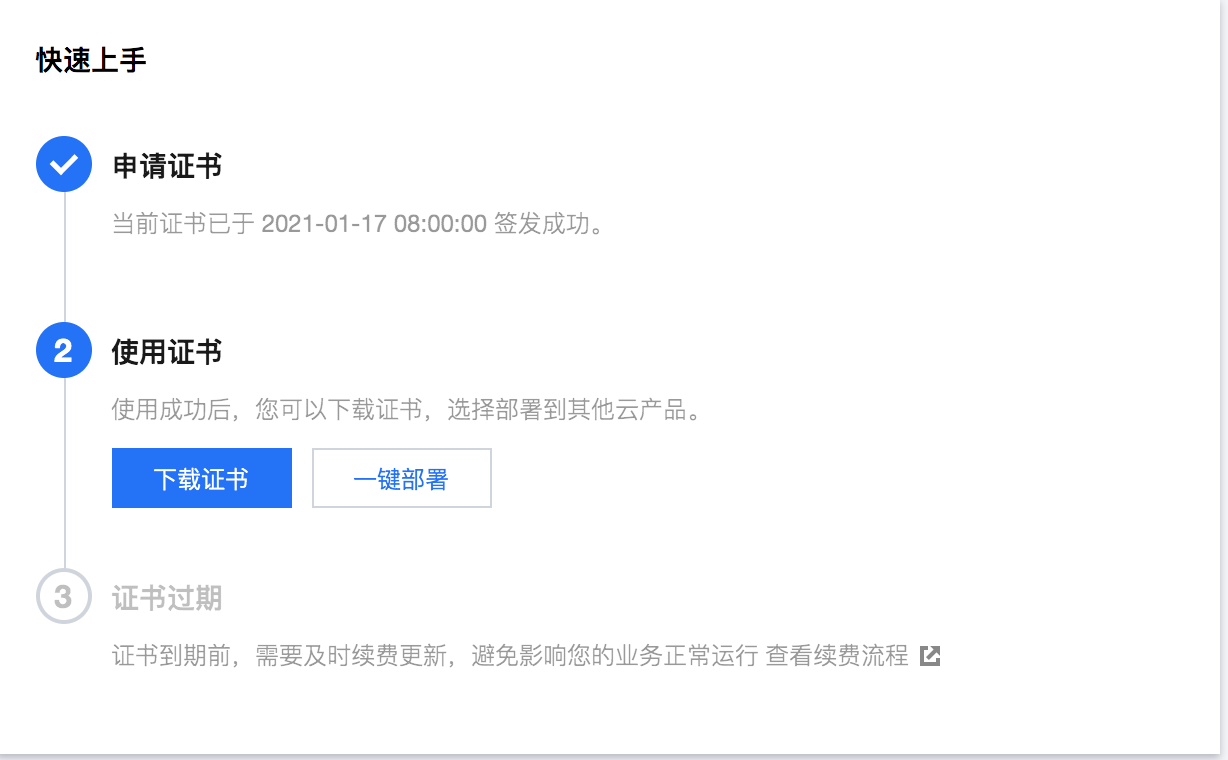 快速上手
申请证书
当前证书已于 2021-01-17 08:00:00 签发成功。
2
使用证书
使用成功后，您可以下载证书，选择部署到其他云产品。
下载证书
一键部署
3
证书过期
证书到期前，需要及时续费更新，避免影响您的业务正常运行 查看续费流程